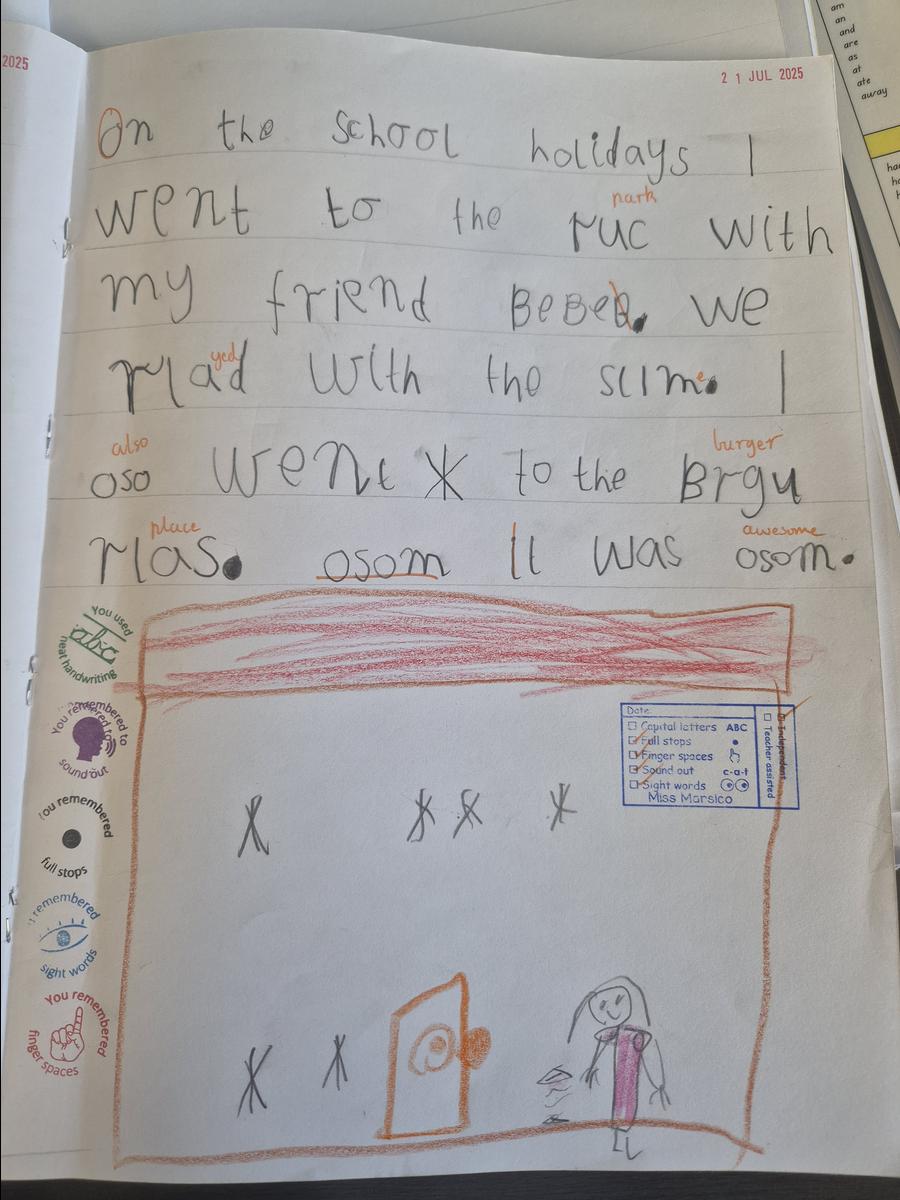 2025
2 1 JUL 2025
am
an
and
are
as
at
ate
away
On the school holidays I
park
went to the ruc with
my friend BeBeB. we
yed
rlad with the slim. I
e
also
burger
oso went to the Brgu
place
awesome
rlas. osom It was osom.
You used
abc
neat handwriting
You remembered to
sound out
You remembered
full stops
remembered
sight words
You remembered
finger spaces
Date:
Capital letters ABC
Full stops
Finger spaces
Sound out c-a-t
Sight words
Miss Marsico
Independent
Teacher assisted